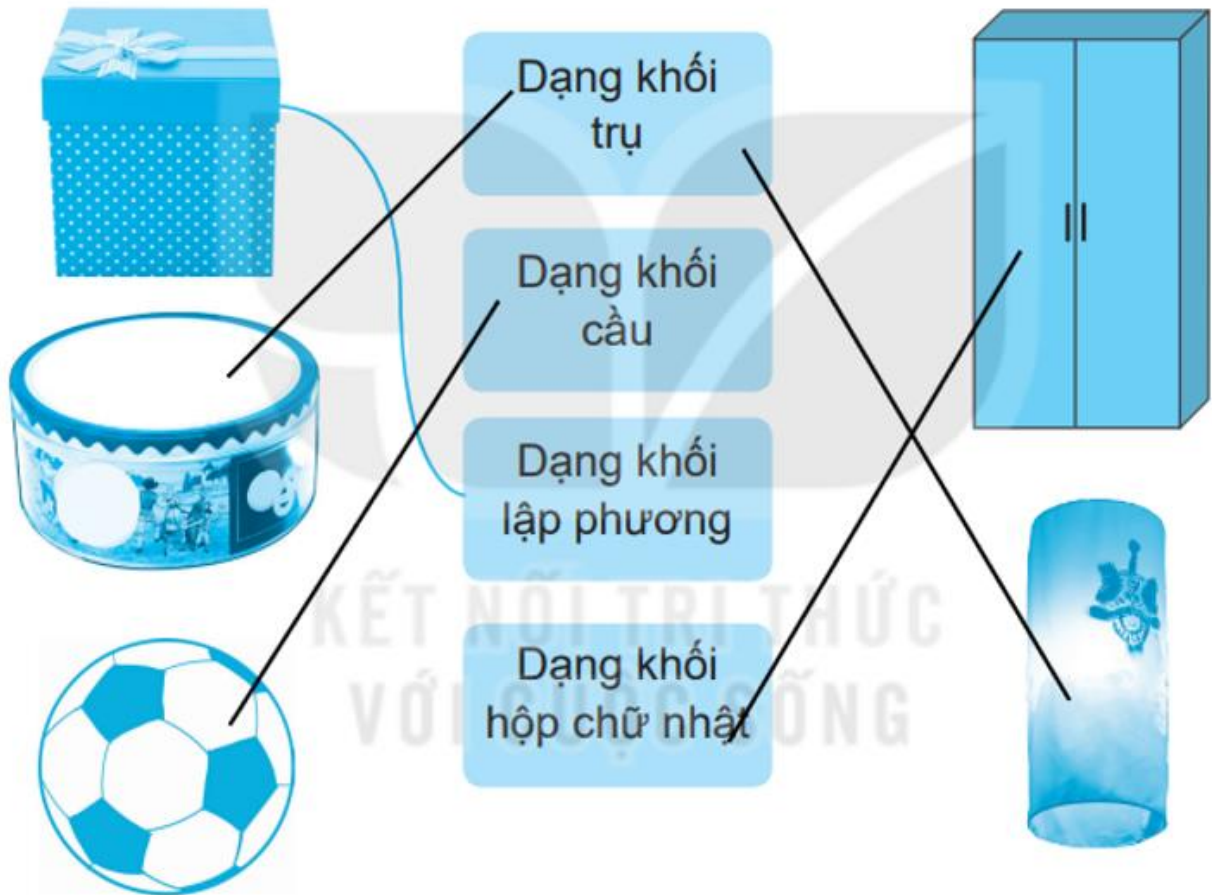 Dạng khối
trụ
Dạng khối
cầu
Dạng khối
lập phương
Dạng khối
hộp chữ nhật
KẾT NỐI TRI THỨC
VỚI CUỘC SỐNG